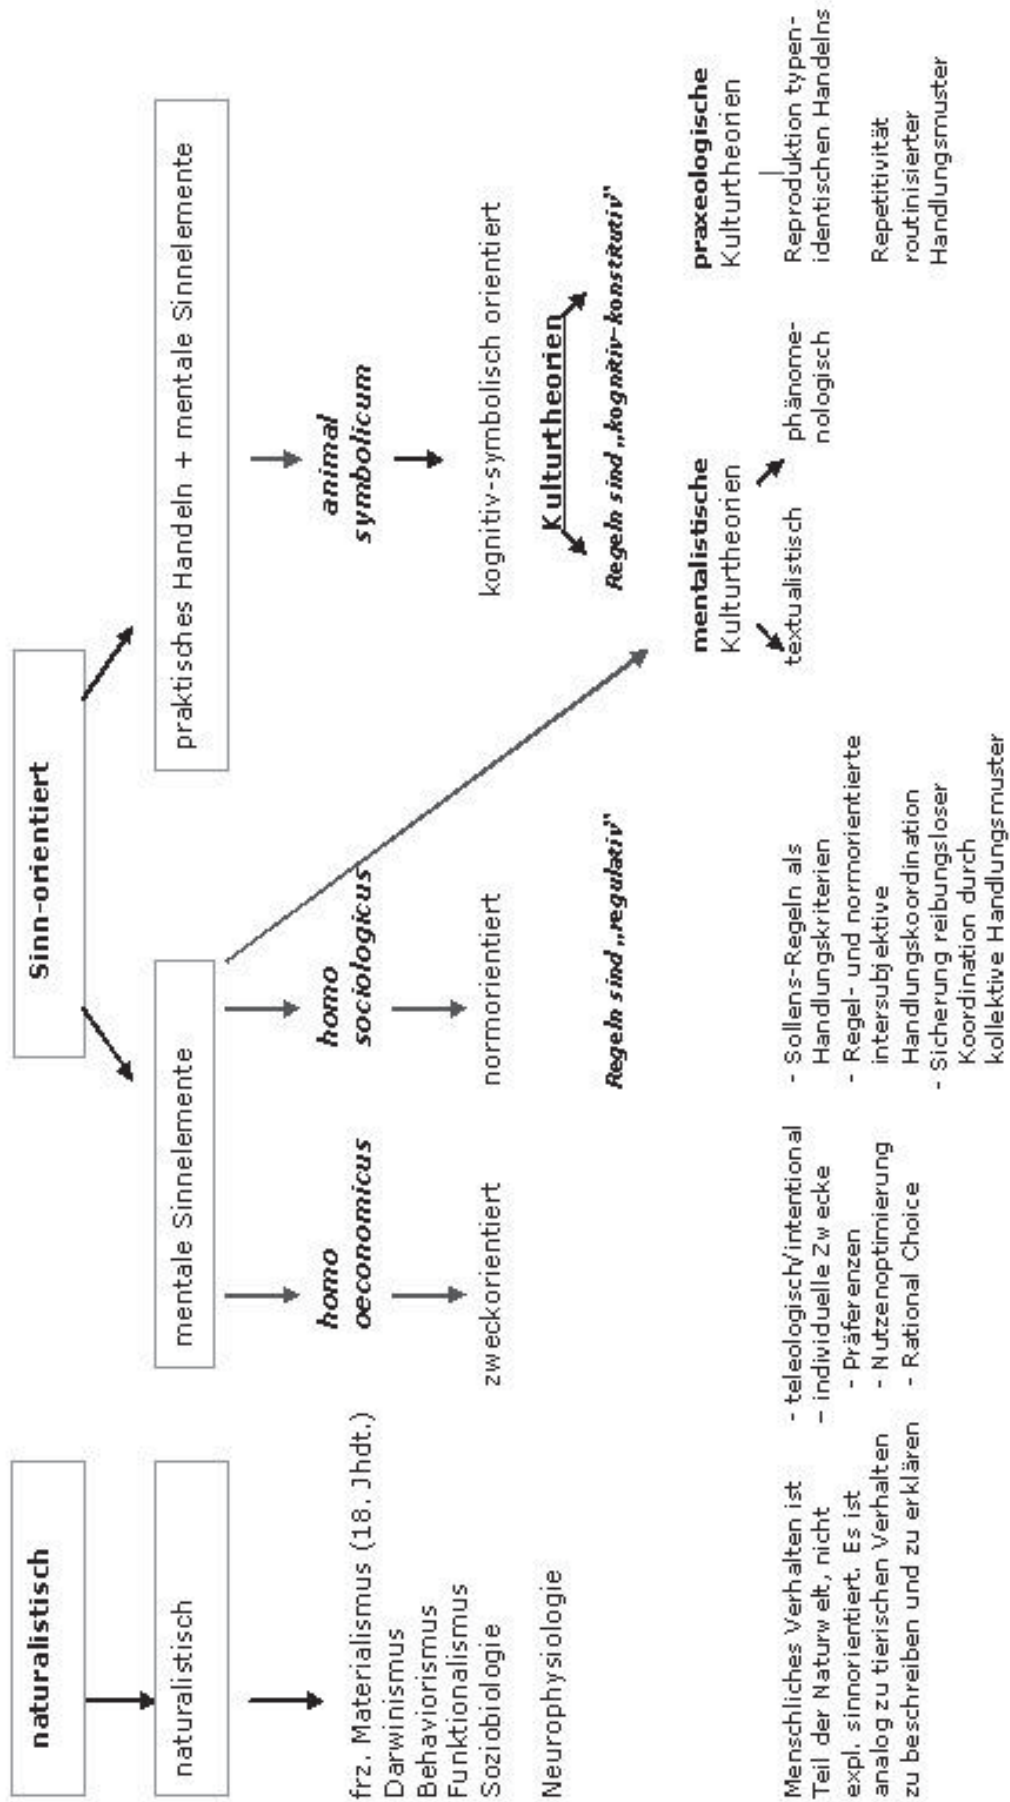 naturalistisch
Sinn-orientiert
naturalistisch
mentale Sinnelemente
praktisches Handeln + mentale Sinnelemente
frz. Materialismus (18. Jhdt.)
Darwinismus
Behaviorismus
Funktionalismus
Soziobiologie
Neurophysiologie
homo
oeconomicus
zweckorientiert
homo
sociologicus
normorientiert
animal
symbolicum
kognitiv-symbolisch orientiert
Kulturtheorien
Regeln sind „regulativ“
Regeln sind „kognitiv-konstitutiv“
Menschliches Verhalten ist
Teil der Naturwelt, nicht
expl. sinnorientiert. Es ist
analog zu tierischen Verhalten
zu beschreiben und zu erklären
- teleologisch/intentional
- individuelle Zwecke
- Präferenzen
- Nutzenoptimierung
- Rational Choice
- Sollens-Regeln als
Handlungskriterien
- Regel- und normorientierte
intersubjektive
Handlungskoordination
- Sicherung reibungsloser
Koordination durch
kollektive Handlungsmuster
mentalistische
Kulturtheorien
textualistisch
phänome-
nologisch
praxeologische
Kulturtheorien
Reproduktion typen-
identischen Handelns
Repetitivität
routinisierter
Handlungsmuster